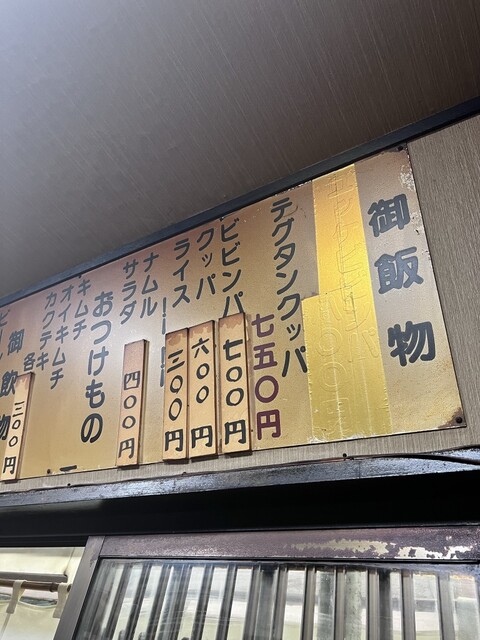 御飯物
テグタンクッパ
七五〇円
ビビンバ
七〇〇円
クッパ
六〇〇円
ライス
三〇〇円
ナムル
サラダ
四〇〇円
おつけもの
キムチ
オイキムチ
カクテキ
各
三〇〇円
御飲物